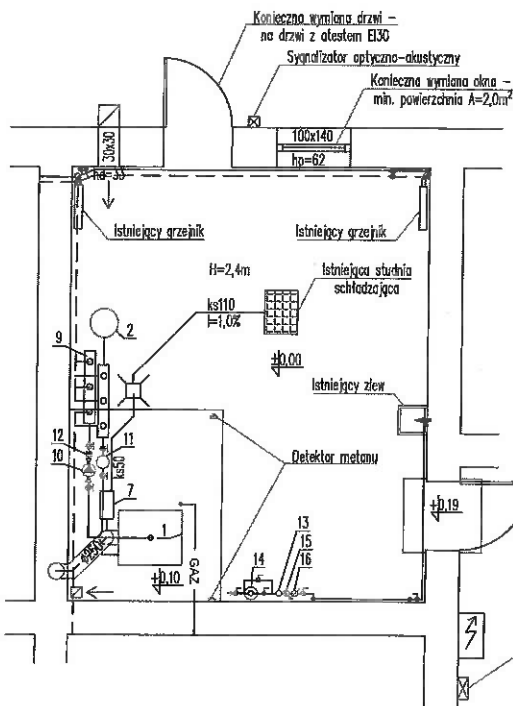 Konieczna wymiana drzwi –
na drzwi z atestem EI30
Sygnalizator optyczno-akustyczny
Konieczna wymiana okna –
min. powierzchnia A=2,0m²
100x140
hp=62
30x30
Istniejący grzejnik
Istniejący grzejnik
H=2,4m
Istniejąca studnia
schładzająca
ks110
i=1,0%
±0,00
2
9
Istniejący zlew
12
11
10
ks50
Detektor metanu
7
1
+0,19
+0,10
GAZ
13
14
15
16